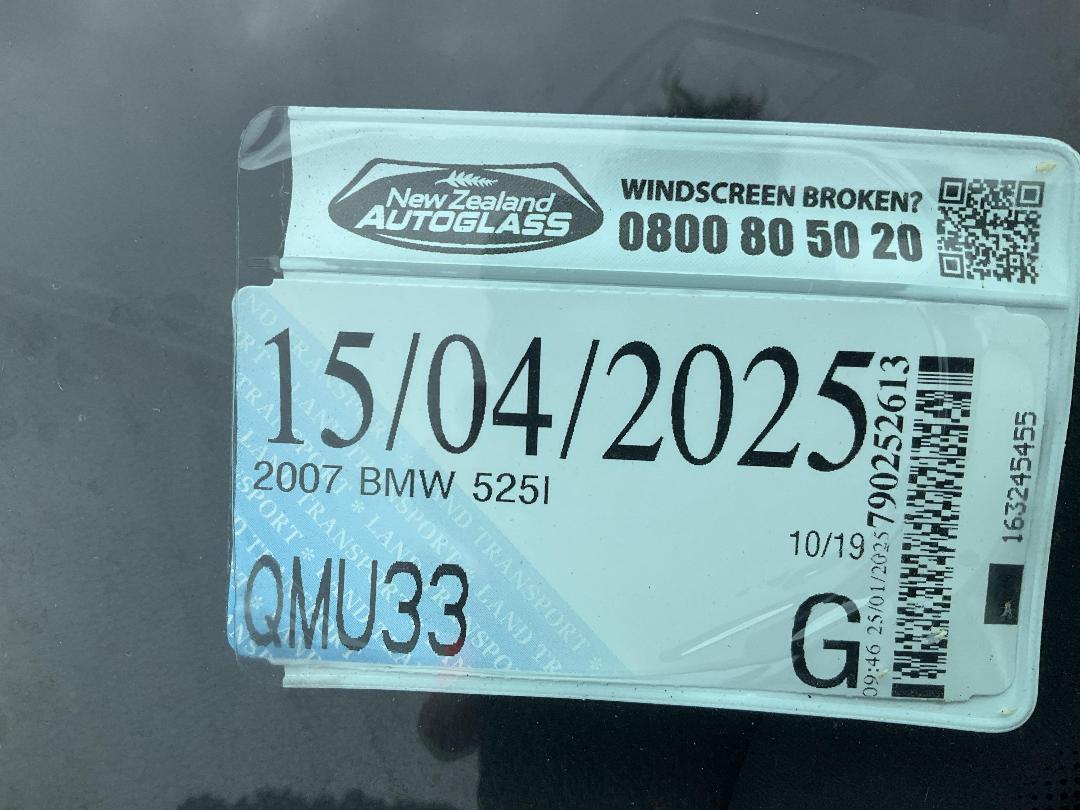 New Zealand
AUTOGLASS
WINDSCREEN BROKEN?
0800 80 50 20
15/04/2025
2007 BMW 525I
10/19
QMU33
G
09:46 25/01/2025 790252613
163245455